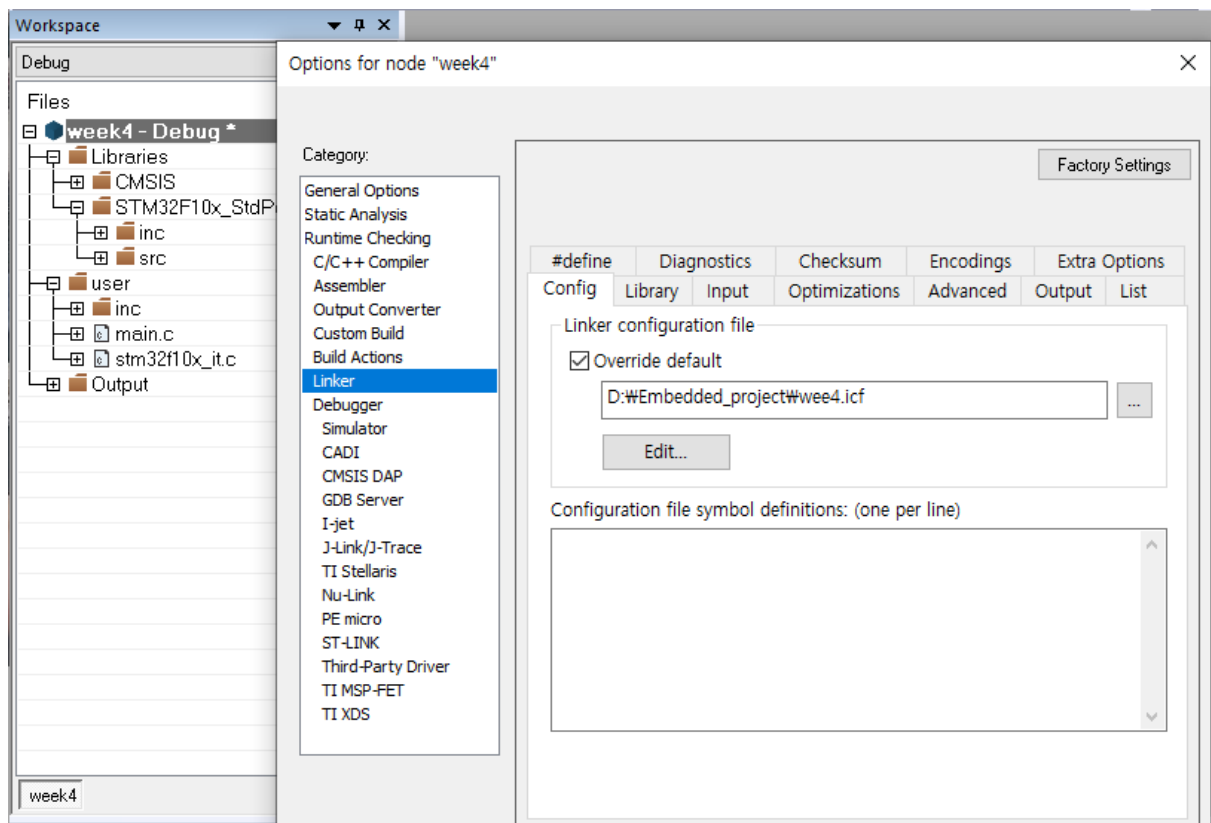 Workspace
Debug
Files
week4 - Debug *
Libraries
CMSIS
STM32F10x_StdP
inc
src
user
inc
main.c
stm32f10x_it.c
Output
week4
Options for node "week4"
Category:
General Options
Static Analysis
Runtime Checking
C/C++ Compiler
Assembler
Output Converter
Custom Build
Build Actions
Linker
Debugger
Simulator
CADI
CMSIS DAP
GDB Server
I-jet
J-Link/J-Trace
TI Stellaris
Nu-Link
PE micro
ST-LINK
Third-Party Driver
TI MSP-FET
TI XDS
Factory Settings
#define Diagnostics Checksum Encodings Extra Options
Config Library Input Optimizations Advanced Output List
Linker configuration file
Override default
D:₩Embedded_project₩wee4.icf
...
Edit...
Configuration file symbol definitions: (one per line)